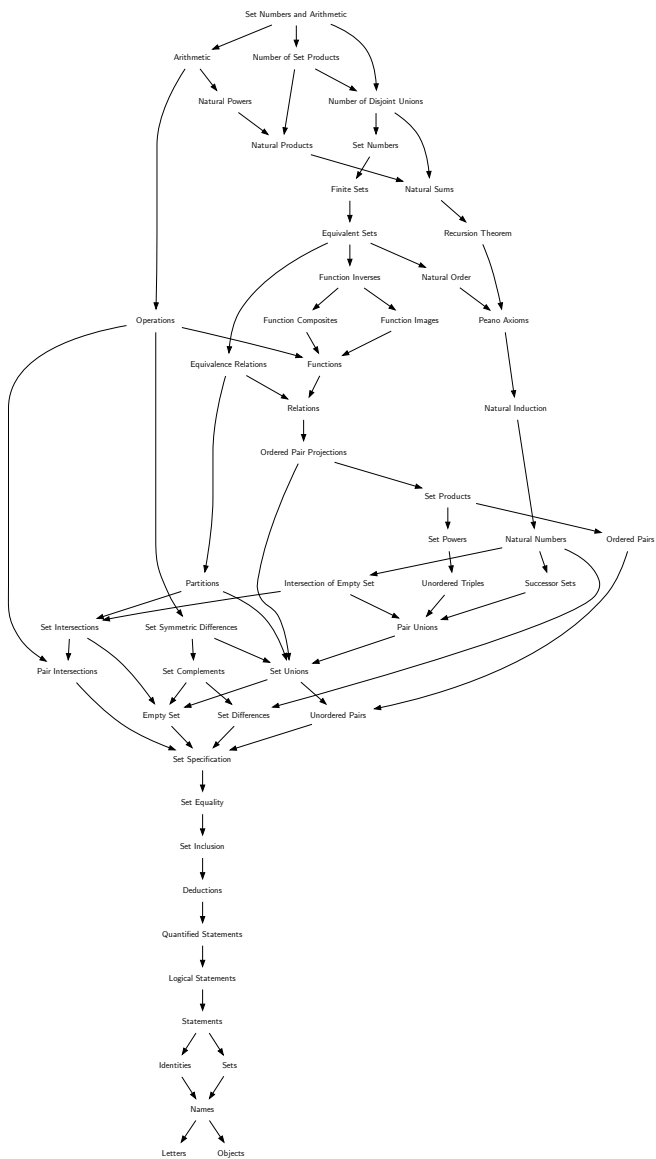 Set Numbers and Arithmetic
Arithmetic
Number of Set Products
Natural Powers
Number of Disjoint Unions
Natural Products
Set Numbers
Finite Sets
Natural Sums
Equivalent Sets
Recursion Theorem
Function Inverses
Natural Order
Operations
Function Composites
Function Images
Peano Axioms
Equivalence Relations
Functions
Relations
Natural Induction
Ordered Pair Projections
Set Products
Set Powers
Natural Numbers
Ordered Pairs
Partitions
Intersection of Empty Set
Unordered Triples
Successor Sets
Set Intersections
Set Symmetric Differences
Pair Unions
Pair Intersections
Set Complements
Set Unions
Empty Set
Set Differences
Unordered Pairs
Set Specification
Set Equality
Set Inclusion
Deductions
Quantified Statements
Logical Statements
Statements
Identities
Sets
Names
Letters
Objects